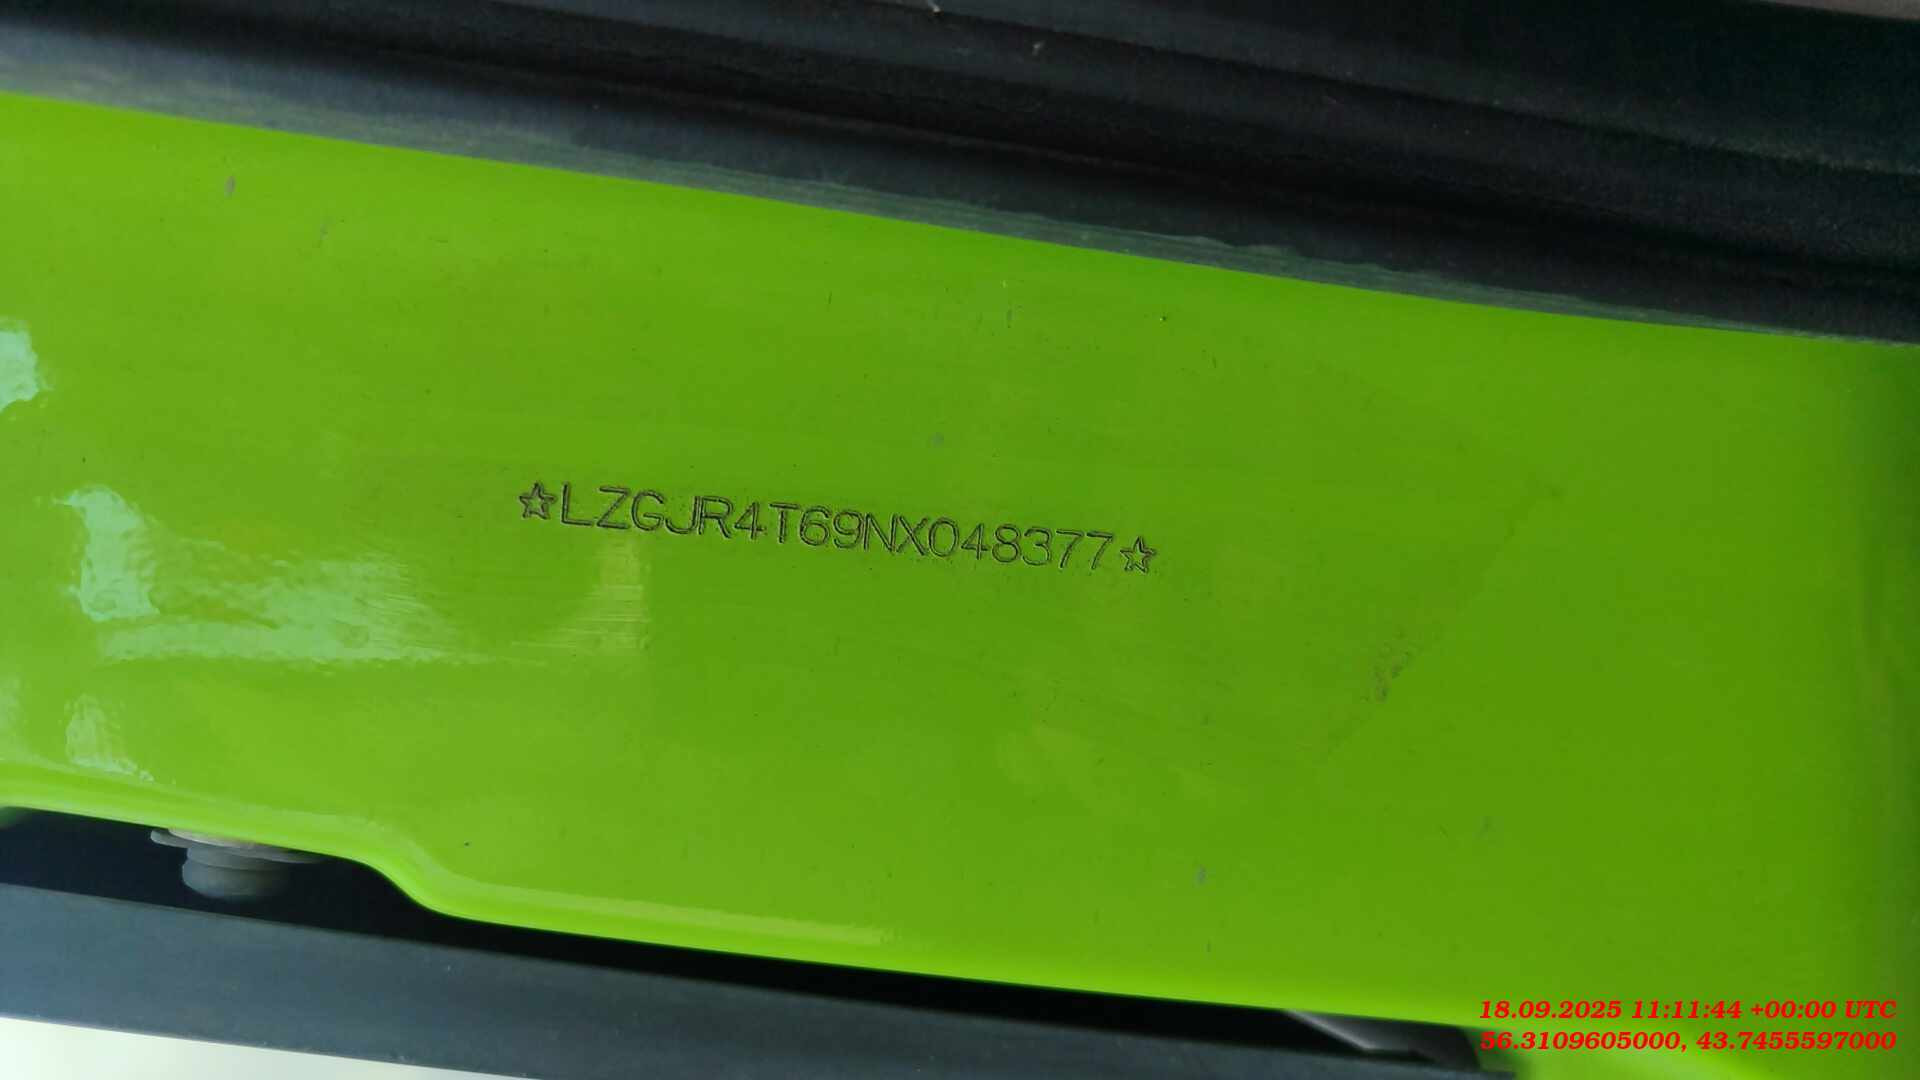 ☆LZGJR4T69NX048377☆
18.09.2025 11:11:44 +00:00 UTC
56.3109605000, 43.7455597000